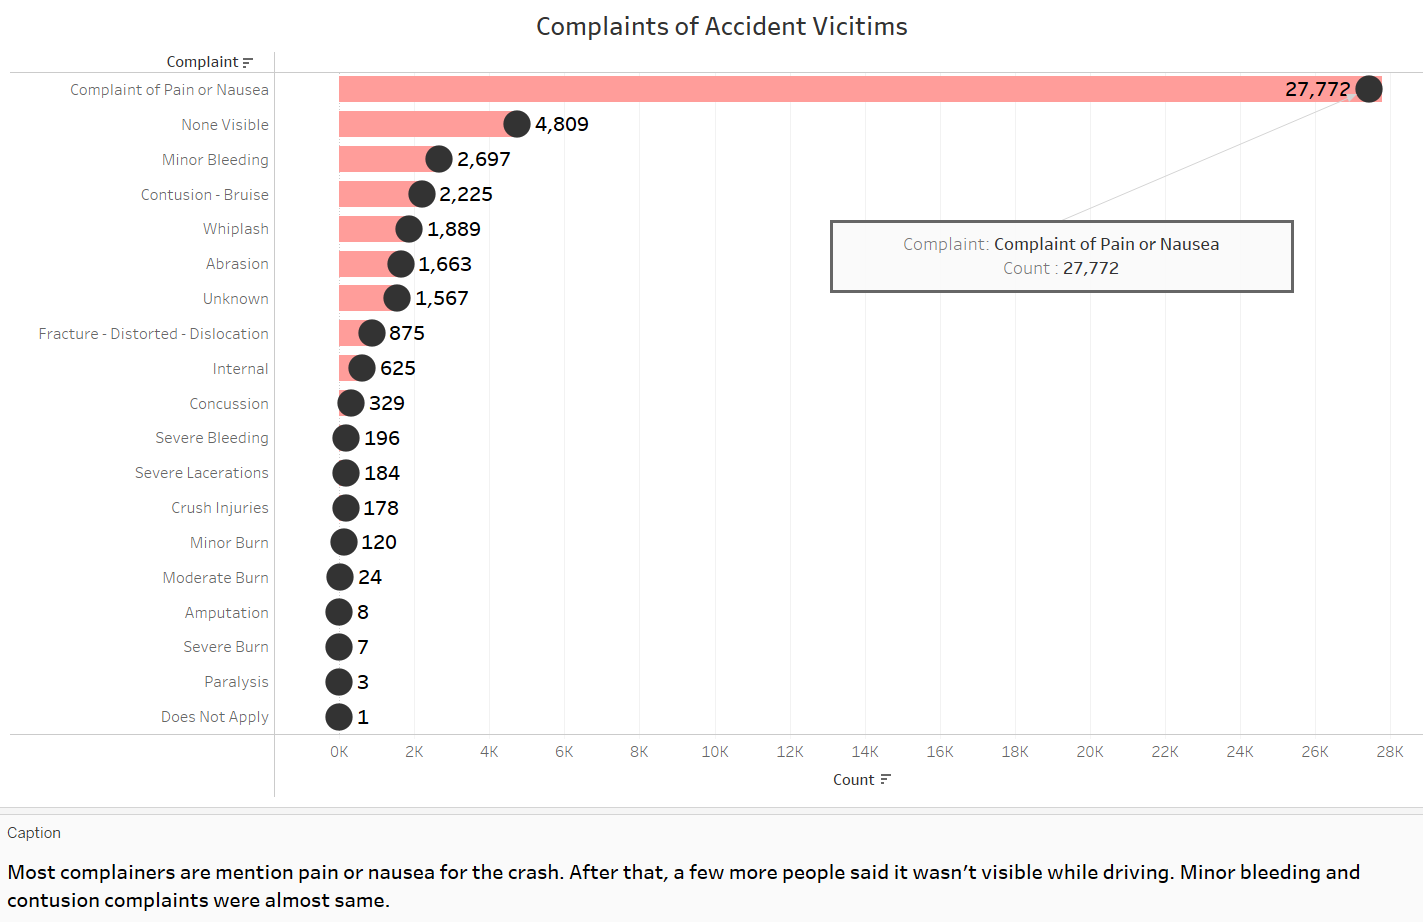 Complaints of Accident Vicitims
Complaint
Complaint of Pain or Nausea 27,772
None Visible 4,809
Minor Bleeding 2,697
Contusion - Bruise 2,225
Whiplash 1,889
Complaint: Complaint of Pain or Nausea
Count : 27,772
Abrasion 1,663
Unknown 1,567
Fracture - Distorted - Dislocation 875
Internal 625
Concussion 329
Severe Bleeding 196
Severe Lacerations 184
Crush Injuries 178
Minor Burn 120
Moderate Burn 24
Amputation 8
Severe Burn 7
Paralysis 3
Does Not Apply 1
0K 2K 4K 6K 8K 10K 12K 14K 16K 18K 20K 22K 24K 26K 28K
Count
Caption
Most complainers are mention pain or nausea for the crash. After that, a few more people said it wasn't visible while driving. Minor bleeding and
contusion complaints were almost same.